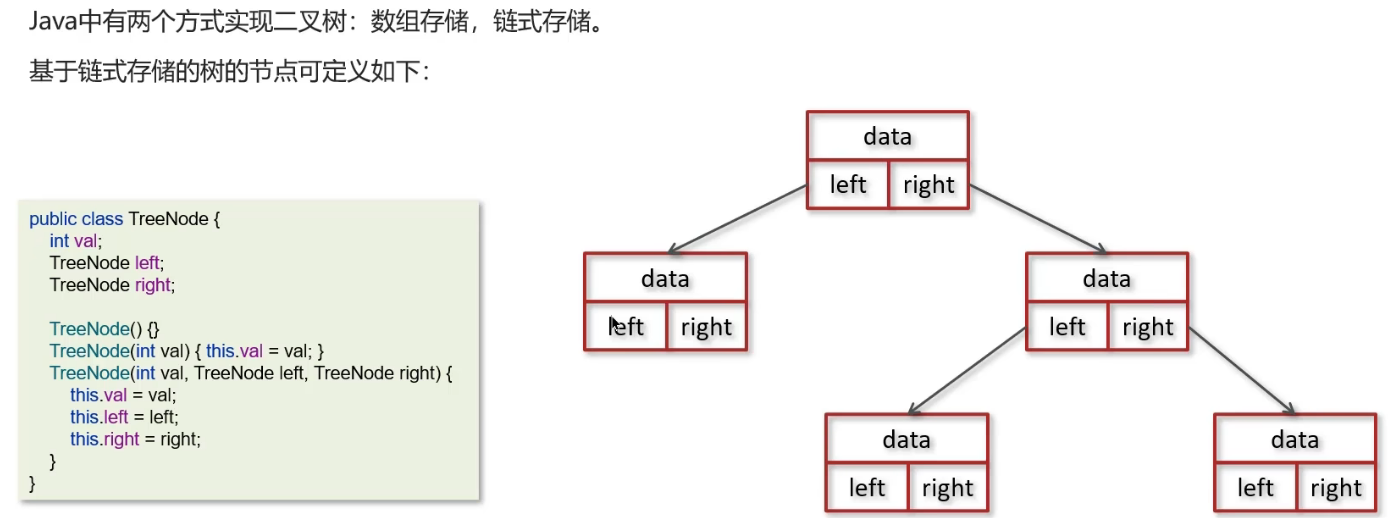 Java中有两个方式实现二叉树：数组存储，链式存储。
基于链式存储的树的节点可定义如下：
public class TreeNode {
int val;
TreeNode left;
TreeNode right;
TreeNode() {}
TreeNode(int val) { this.val = val; }
TreeNode(int val, TreeNode left, TreeNode right) {
this.val = val;
this.left = left;
this.right = right;
}
}
data
left right
data
left right
data
left right
data
left right
data
left right